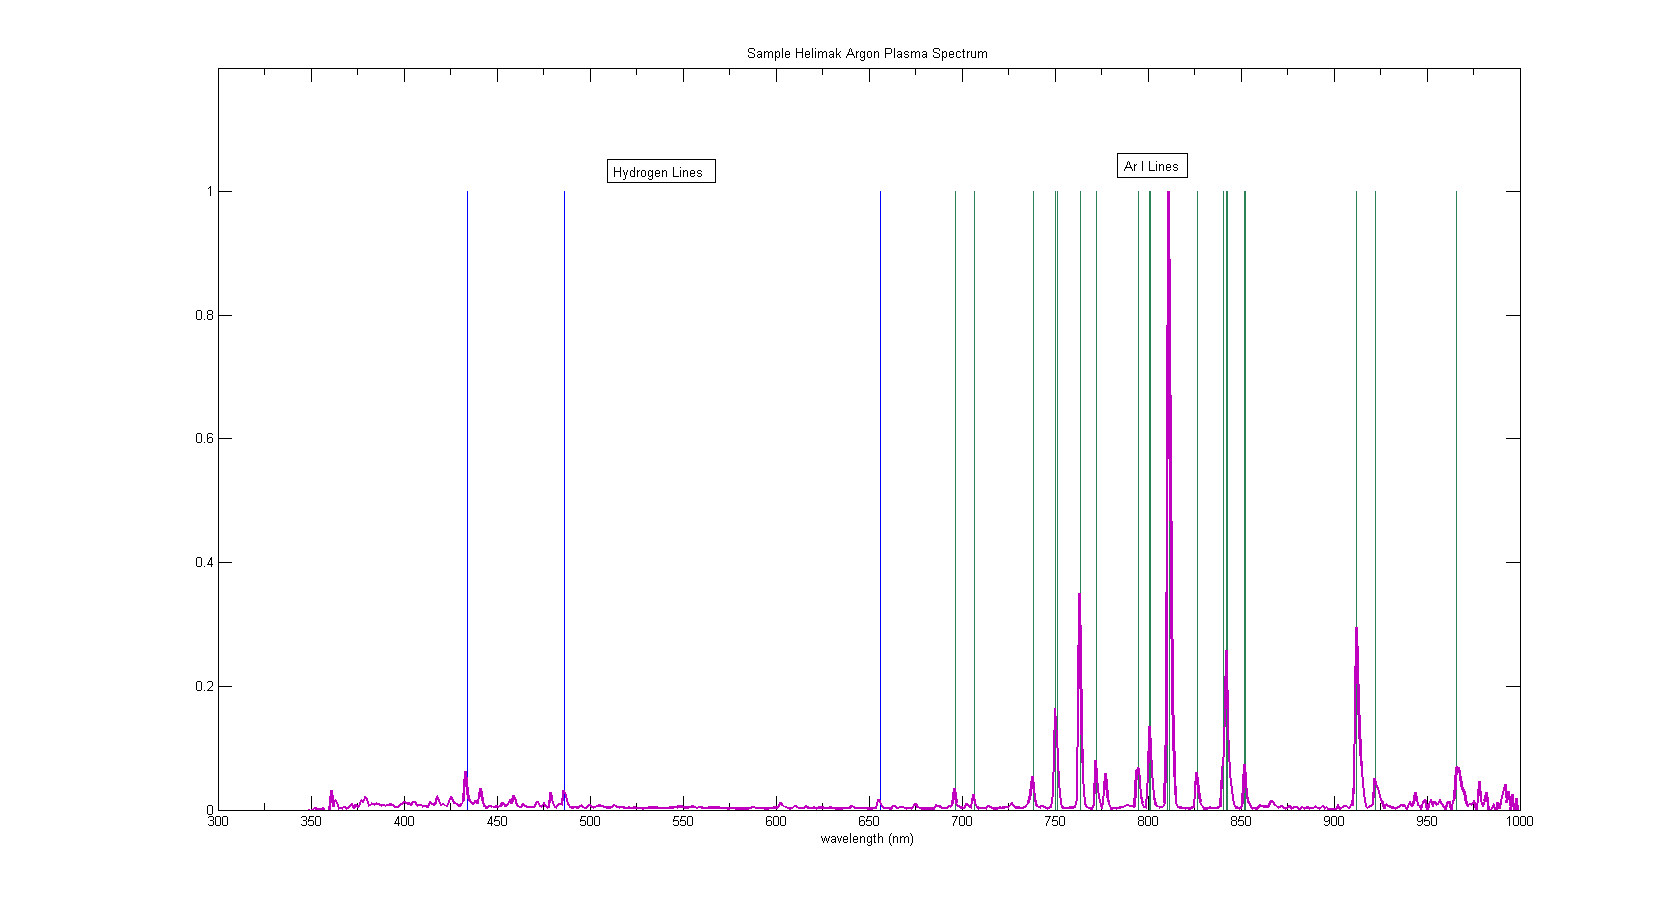 Sample Helimak Argon Plasma Spectrum
Hydrogen Lines
Ar I Lines
1
0.8
0.6
0.4
0.2
0
300 350 400 450 500 550 600 650 700 750 800 850 900 950 1000
wavelength (nm)